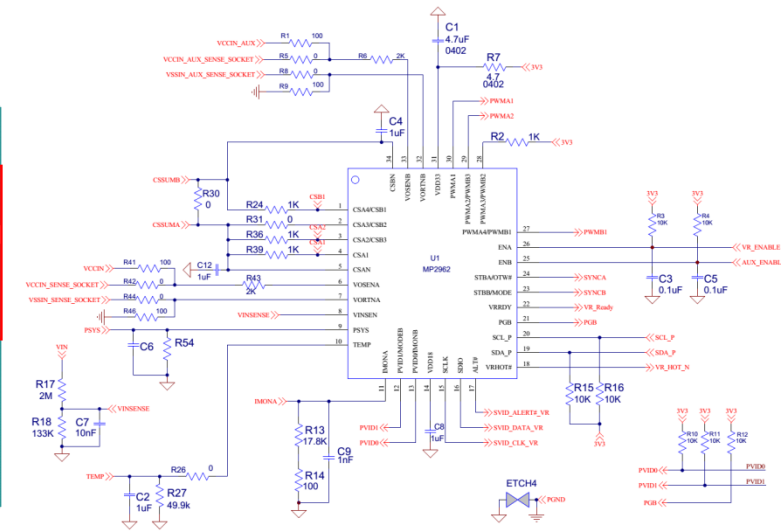 C1
4.7uF
0402
R7
4.7
0402
3V3
VCCIN_AUX
R1 100
VCCIN_AUX_SENSE_SOCKET
R5 0
R6 2K
VSSIN_AUX_SENSE_SOCKET
R8 0
R9 100
PWMA1
PWMA2
R2 1K
3V3
C4
1uF
34 33 32 31 30 29 28
CSBN
VOSENB
VORTNB
VDD33
PWMA1
PWMA2/PWMB3
PWMA3/PWMB2
CSSUMB
R30
0
CSSUMA
R24 1K
CSB1
R31 0
CSA2
R36 1K
CSA1
R39 1K
C12
1uF
1 CSA4/CSB1
2 CSA3/CSB2
3 CSA2/CSB3
4 CSA1
5 CSAN
6 VOSENA
7 VORTNA
8 VINSEN
9 PSYS
10 TEMP
U1
MP2962
PWMA4/PWMB1 27
PWMB1
ENA 26
VR_ENABLE
ENB 25
AUX_ENABL
STBA/OTW# 24
SYNCA
STBB/MODE 23
SYNCB
VRRDY 22
VR_Ready
PGB 21
PGB
SCL_P 20
SCL_P
SDA_P 19
SDA_P
VRHOT# 18
VR_HOT_N
3V3
R3
10K
3V3
R4
10K
C3
0.1uF
C5
0.1uF
VCCIN
R41 100
VCCIN_SENSE_SOCKET
R42 0
R43
2K
VSSIN_SENSE_SOCKET
R44 0
R46 100
VINSENSE
PSYS
C6
R54
VIN
R17
2M
VINSENSE
R18
133K
C7
10nF
IMONA
PVID1/MODEB
PVID0/IMONB
VDD18
SCLK
SDIO
ALT#
11 12 13 14 15 16 17
IMONA
R13
17.8K
R14
100
C9
1nF
PVID1
PVID0
C8
1uF
SVID_ALERT#_VR
SVID_DATA_VR
SVID_CLK_VR
R15
10K
R16
10K
3V3
3V3 3V3 3V3
R10
10K
R11
10K
R12
10K
PVID0
PVID0
PVID1
PVID1
PGB
TEMP
R26 0
C2
1uF
R27
49.9k
ETCH4
PGND